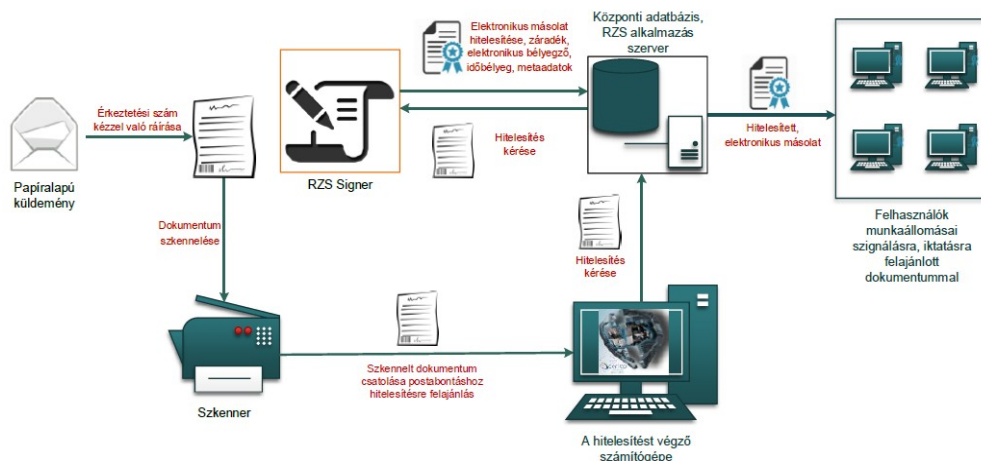 Papíralapú
küldemény
Érkeztetési szám
kézzel való ráírása
Dokumentum
szkennelése
Szkenner
Szkennelt dokumentum
csatolása postabontáshoz
hitelesítésre felajánlás
A hitelesítést végző
számítógépe
Hitelesítés
kérése
Központi adatbázis,
RZS alkalmazás
szerver
Hitelesítés
kérése
RZS Signer
Elektronikus másolat
hitelesítése, záradék,
elektronikus bélyegző,
időbélyeg, metaadatok
Hitelesített,
elektronikus másolat
Felhasználók
munkaállomásai
szignálásra, iktatásra
felajánlott
dokumentummal